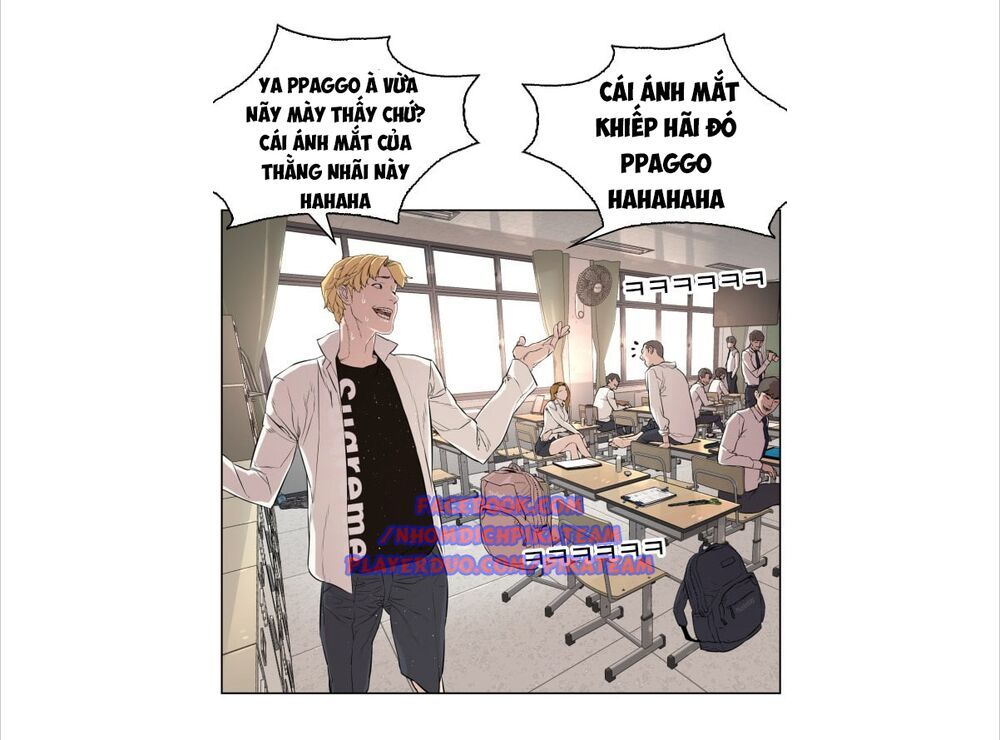 YA PPAGGO À VỪA
NÃY MÀY THẤY CHỨ?
CÁI ÁNH MẮT CỦA
THẰNG NHÃI NÀY
HAHAHA
CÁI ÁNH MẮT
KHIẾP HÃI ĐÓ
PPAGGO
HAHAHAHA
ㅋㅋㅋㅋㅋㅋ
sugreme
FACEBOOK.COM
/NHOMDICHPIKATEAM
PLAYERDUO.COM/PIKATEAM
ㅋㅋㅋㅋㅋㅋ